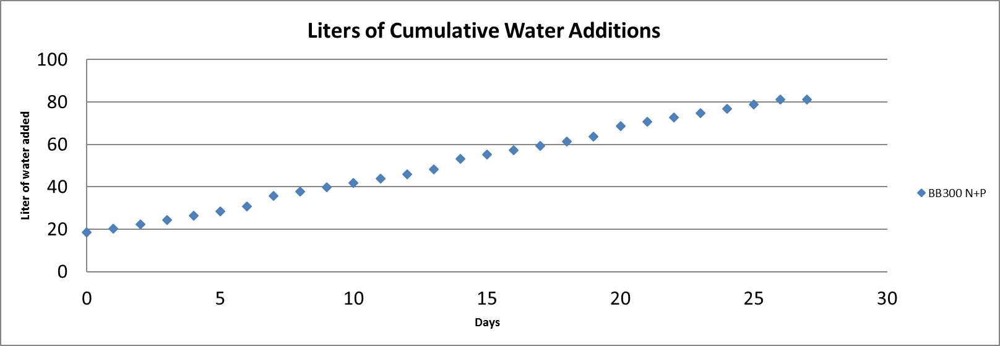 Liters of Cumulative Water Additions
100
80
60
40
20
0
Liter of water added
0 5 10 15 20 25 30
Days
BB300 N+P